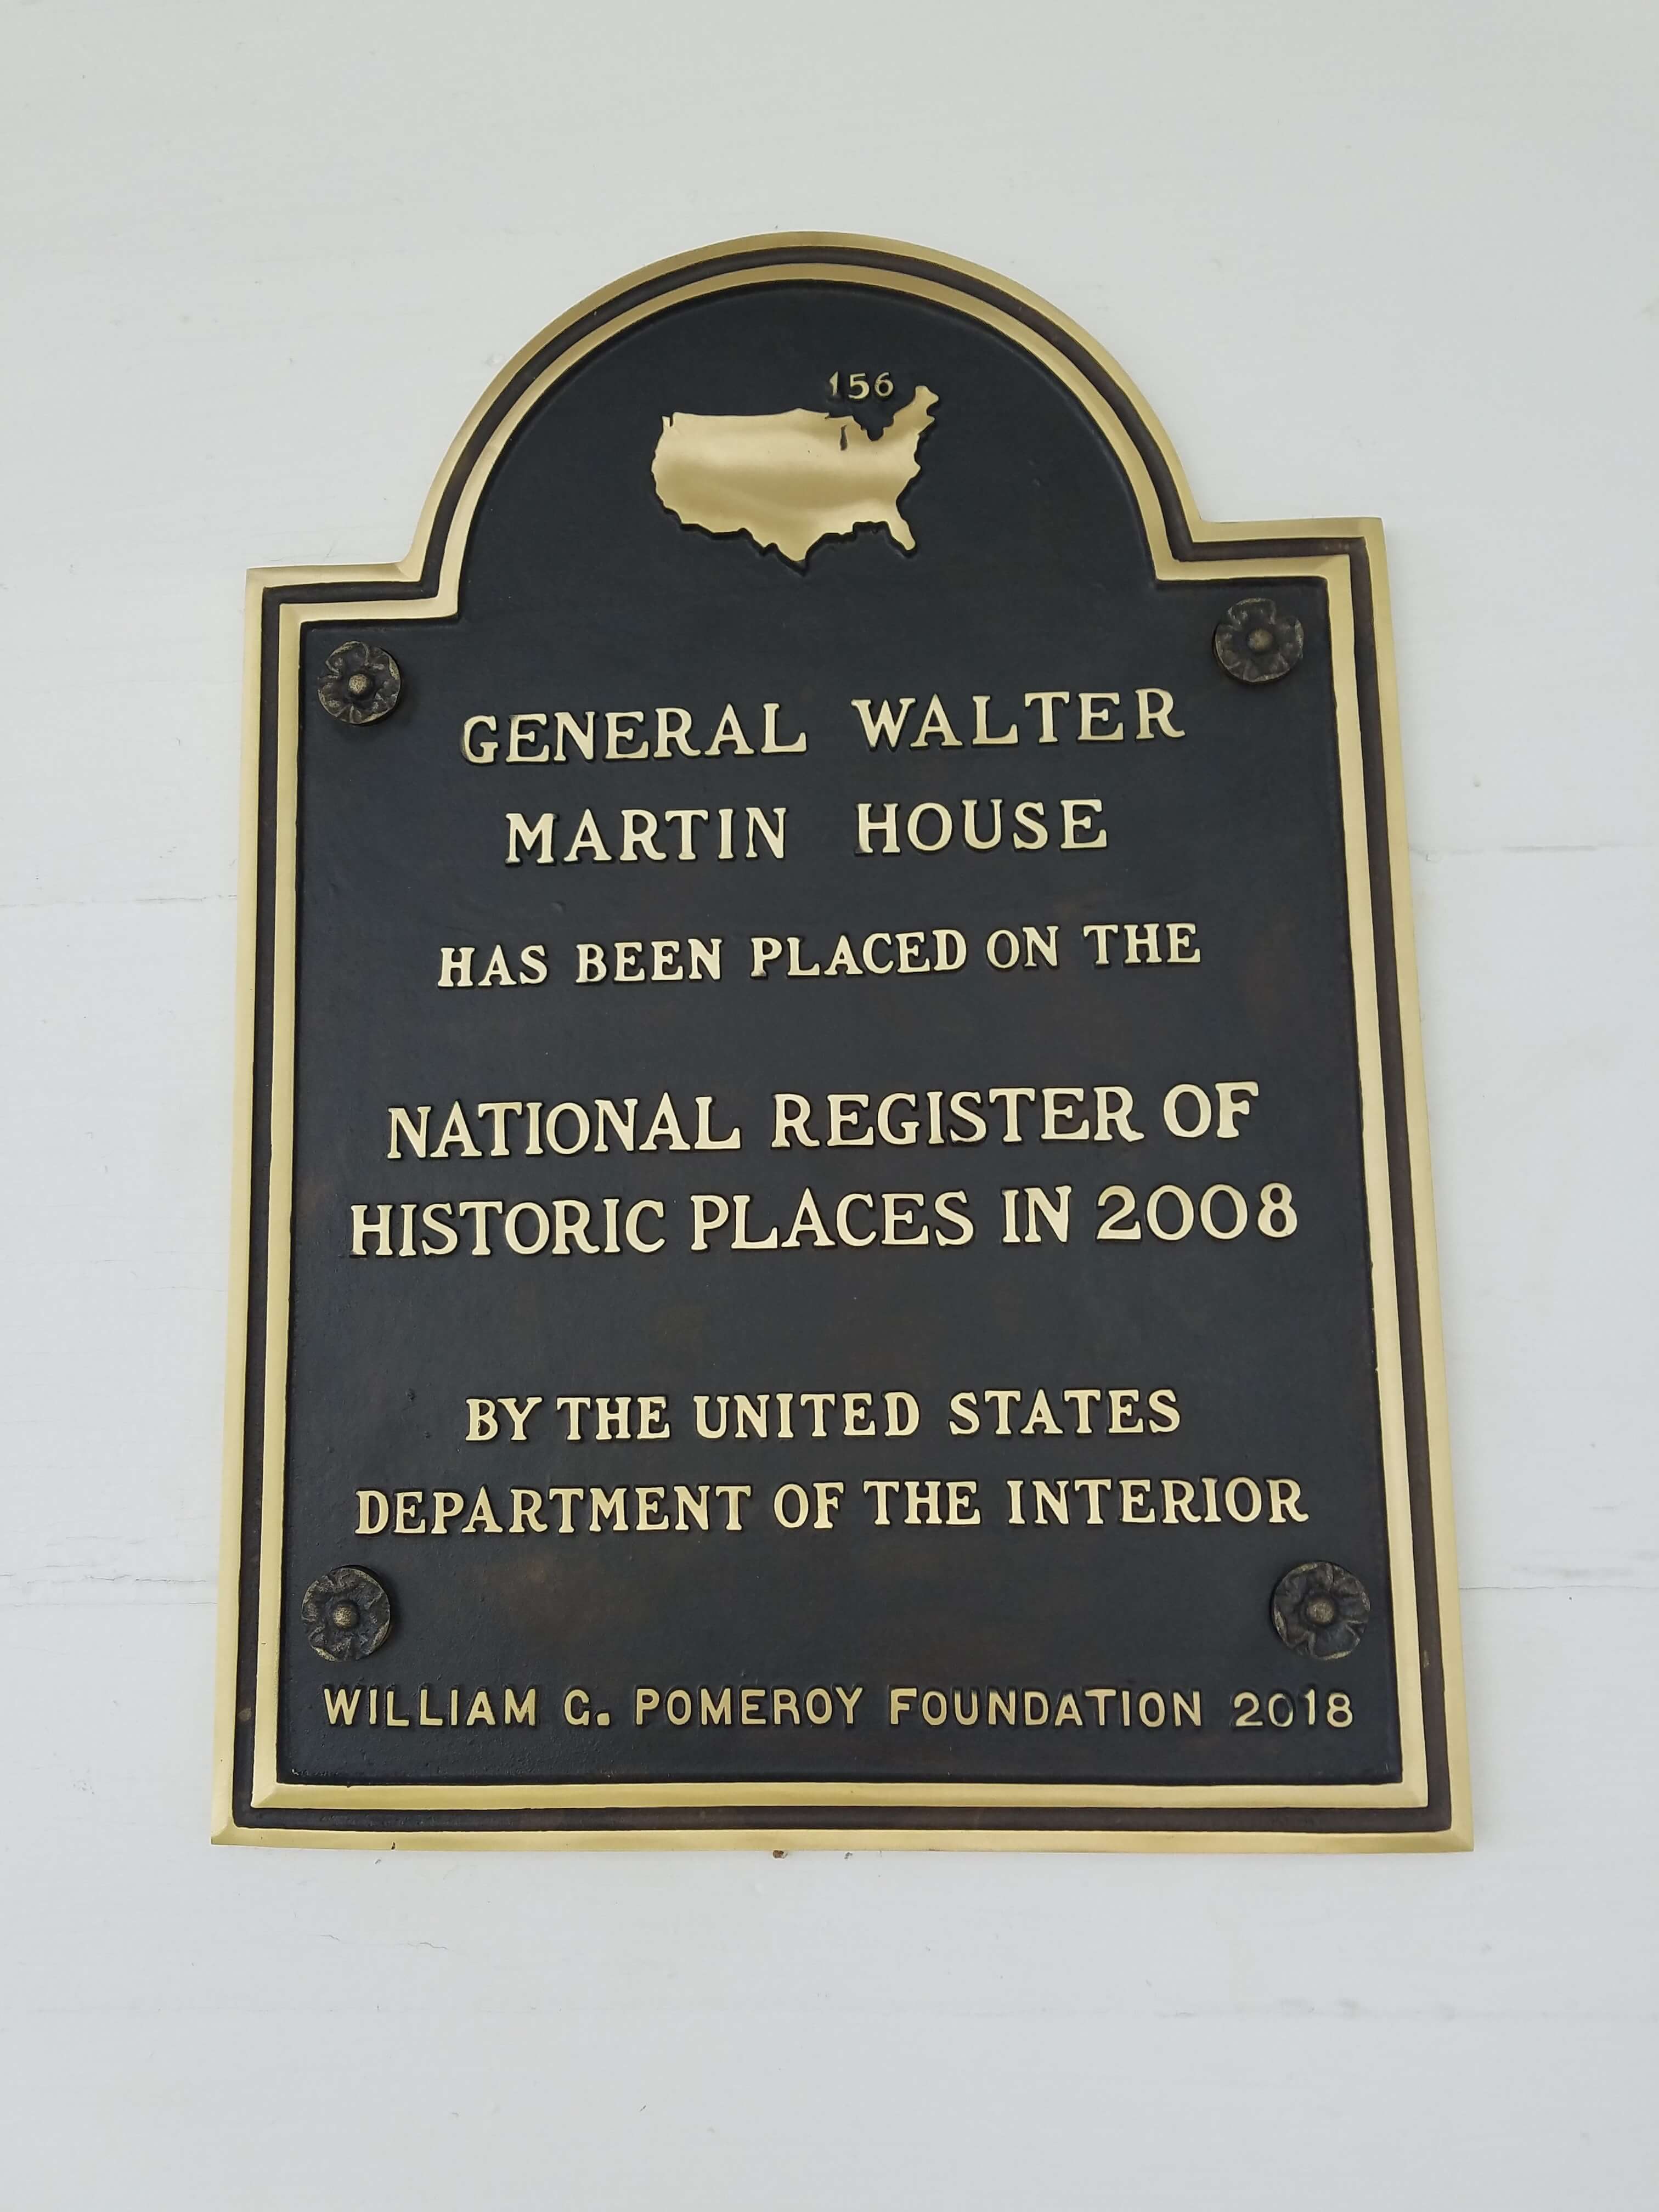 156
GENERAL WALTER
MARTIN HOUSE
HAS BEEN PLACED ON THE
NATIONAL REGISTER OF
HISTORIC PLACES IN 2008
BY THE UNITED STATES
DEPARTMENT OF THE INTERIOR
WILLIAM G. POMEROY FOUNDATION 2018